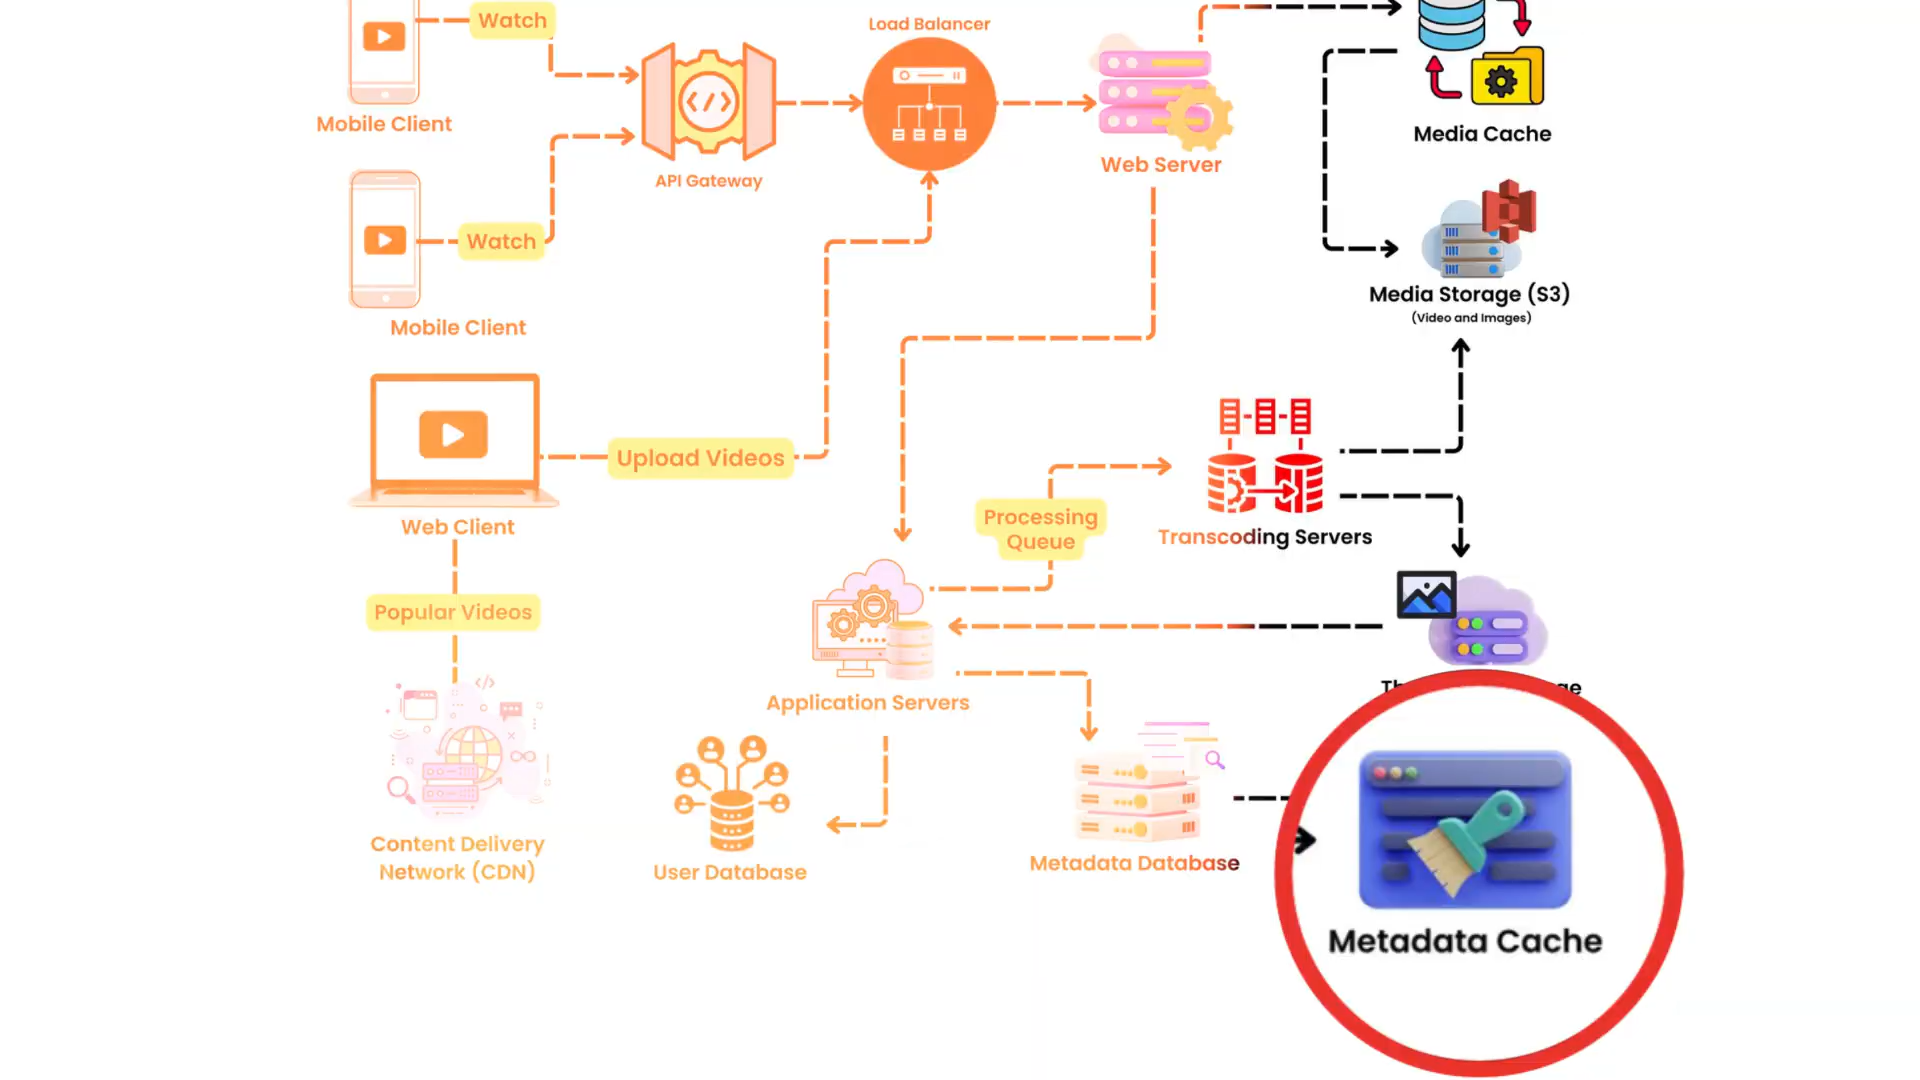 Watch
Load Balancer
Mobile Client
API Gateway
Web Server
Media Cache
Watch
Mobile Client
Media Storage (S3)
(Video and Images)
Upload Videos
Web Client
Processing
Queue
Transcoding Servers
Popular Videos
Application Servers
Content Delivery
Network (CDN)
User Database
Metadata Database
Metadata Cache